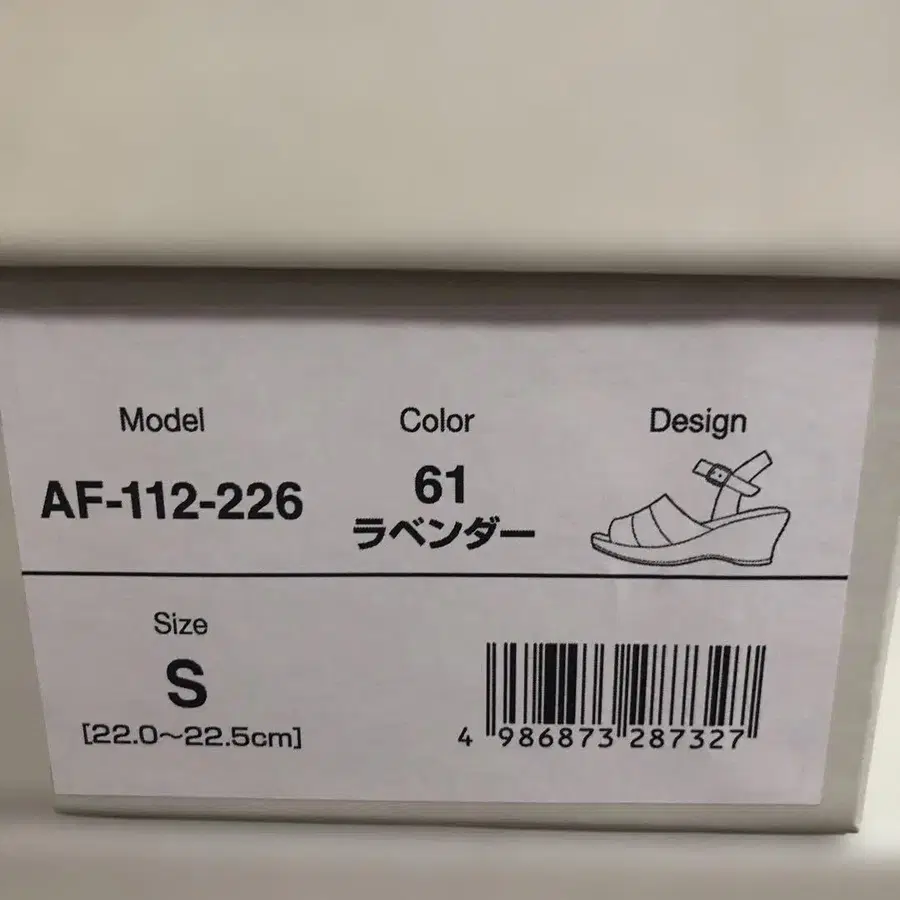 Model
Color
Design
AF-112-226
61
ラベンダー
Size
S
[22.0～22.5cm]
4 986873 287327